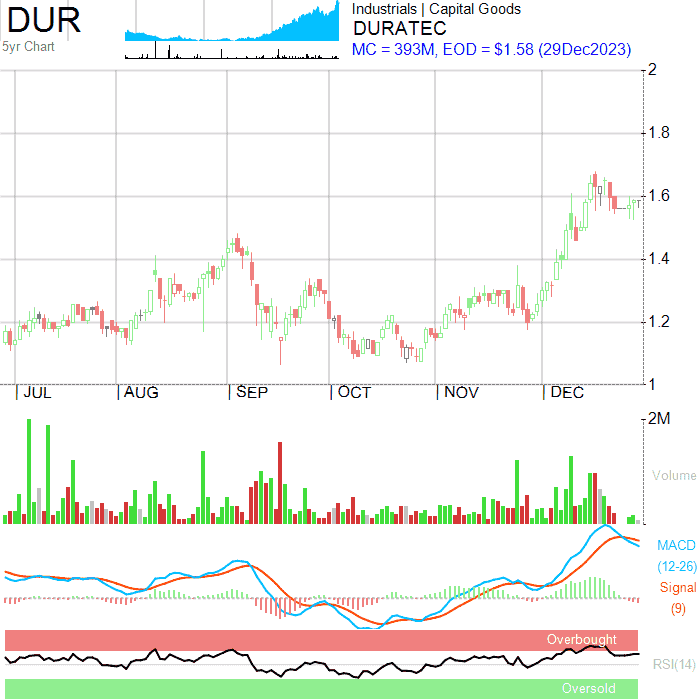 DUR
5yr Chart
Industrials | Capital Goods
DURATEC
MC = 393M, EOD = $1.58 (29Dec2023)
2
1.8
1.6
1.4
1.2
1
JUL AUG SEP OCT NOV DEC
2M
Volume
MACD
(12-26)
Signal
(9)
Overbought
RSI(14)
Oversold